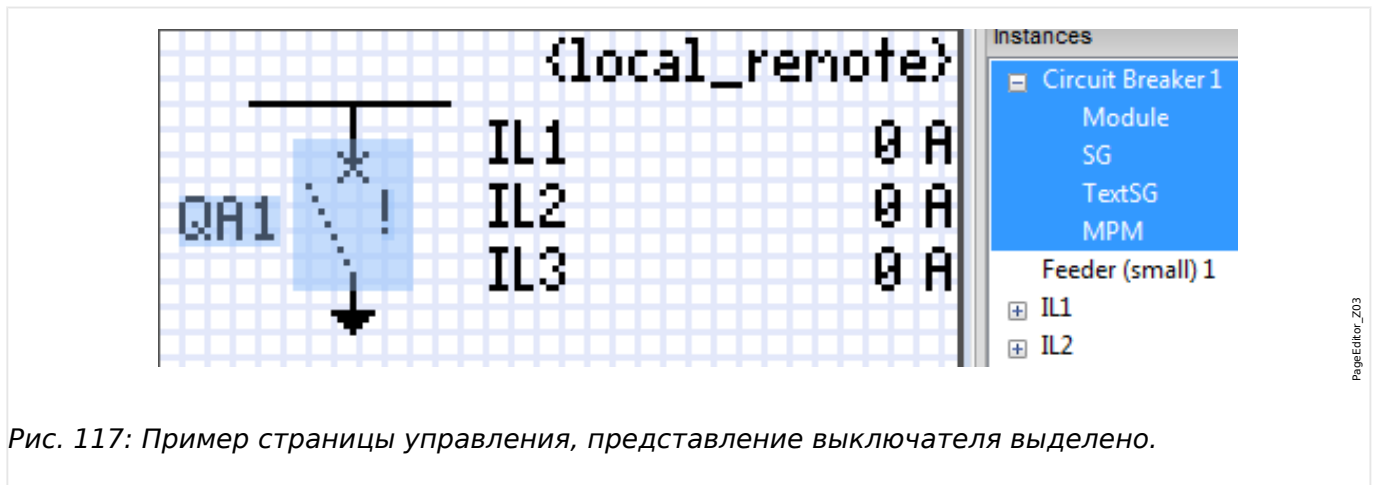 {local_remote}
IL1 0 A
IL2 0 A
IL3 0 A
QA1 !
Instances
Circuit Breaker 1
Module
SG
TextSG
MPM
Feeder (small) 1
IL1
IL2
PageEditor_Z03
Рис. 117: Пример страницы управления, представление выключателя выделено.